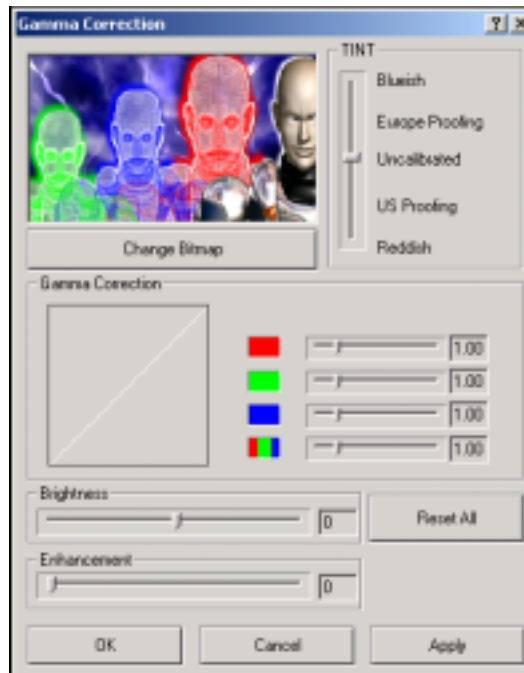 Gamma Correction
TINT
Blueish
Europe Proofing
Uncalibrated
US Proofing
Reddish
Change Bitmap
Gamma Correction
1.00
1.00
1.00
1.00
Brightness
0
Reset All
Enhancement
0
OK
Cancel
Apply